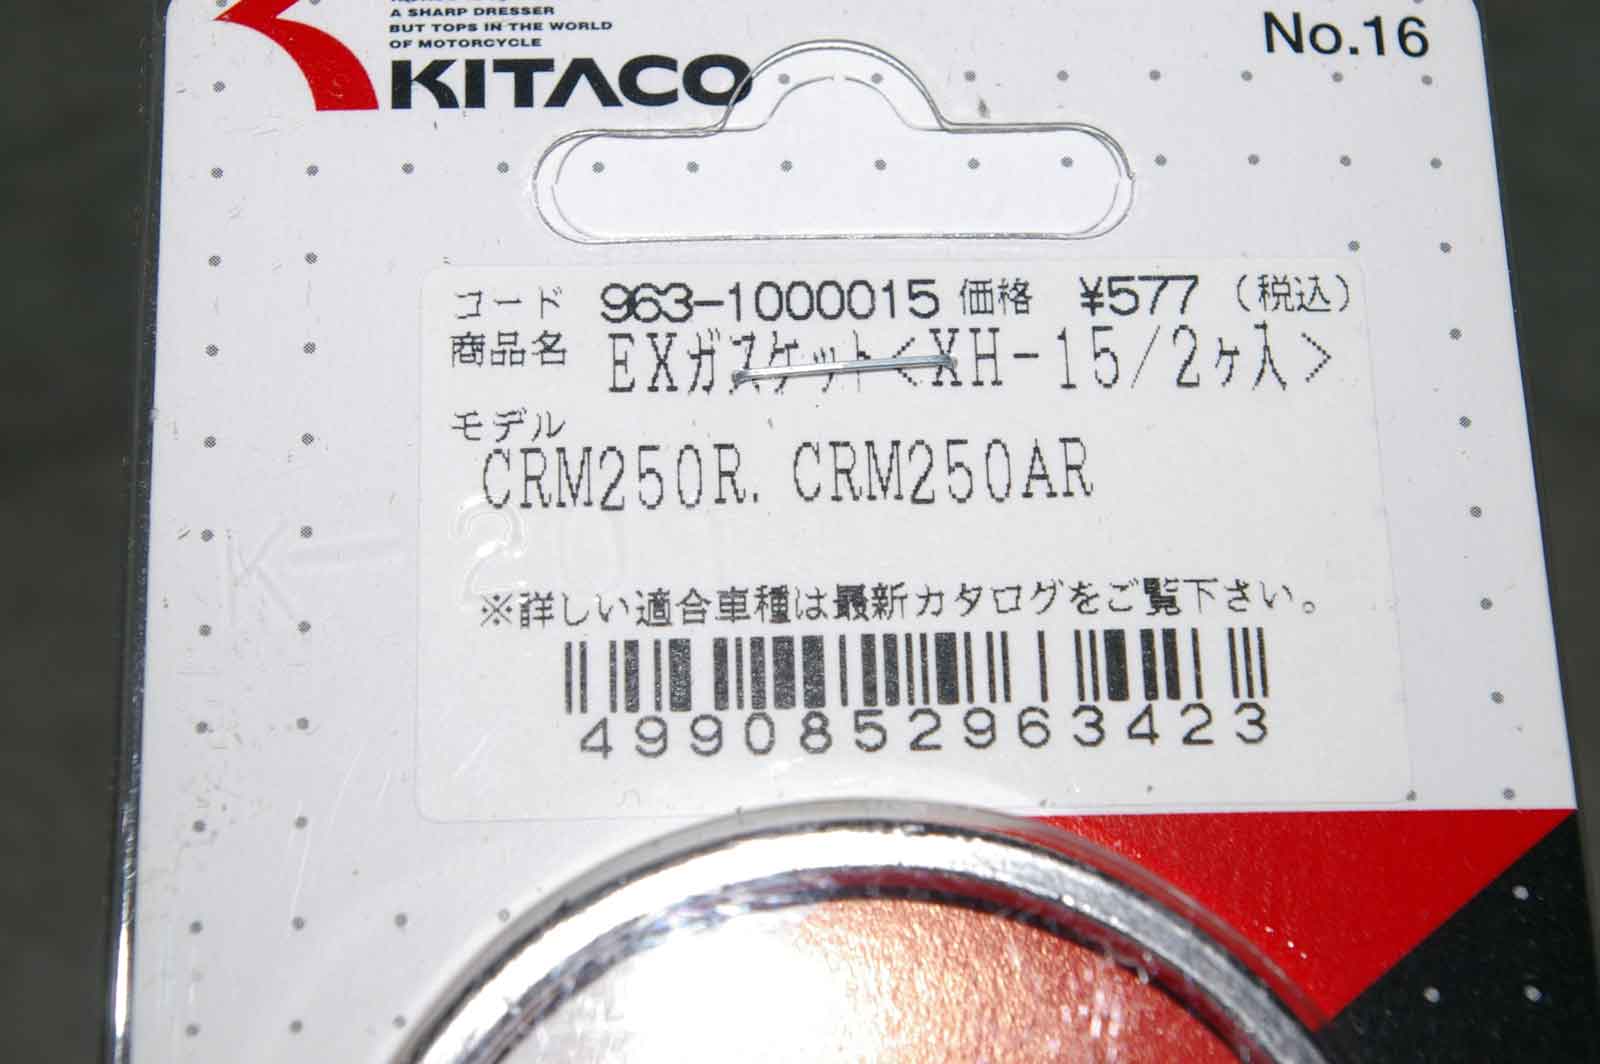 A SHARP DRESSER
BUT TOPS IN THE WORLD
OF MOTORCYCLE
KITACO
No.16
コード 963-1000015 価格 ¥577 (税込)
商品名 EXガスケット<XH-15/2ヶ入>
モデル
CRM250R. CRM250AR
K-20
※詳しい適合車種は最新カタログをご覧下さい。
4990852963423